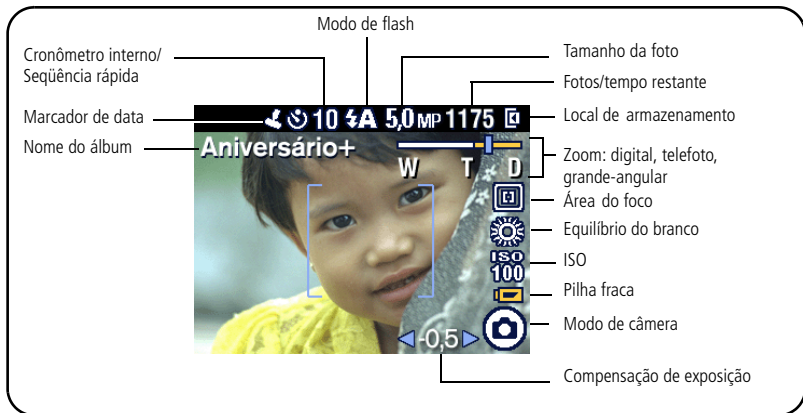 Modo de flash
Cronômetro interno/
Seqüência rápida
Tamanho da foto
Fotos/tempo restante
Marcador de data
Local de armazenamento
Nome do álbum
Zoom: digital, telefoto,
grande-angular
Área do foco
Equilíbrio do branco
ISO
Pilha fraca
Modo de câmera
Compensação de exposição
10 A 5,0 MP 1175
Aniversário+
W T D
ISO
100
-0,5